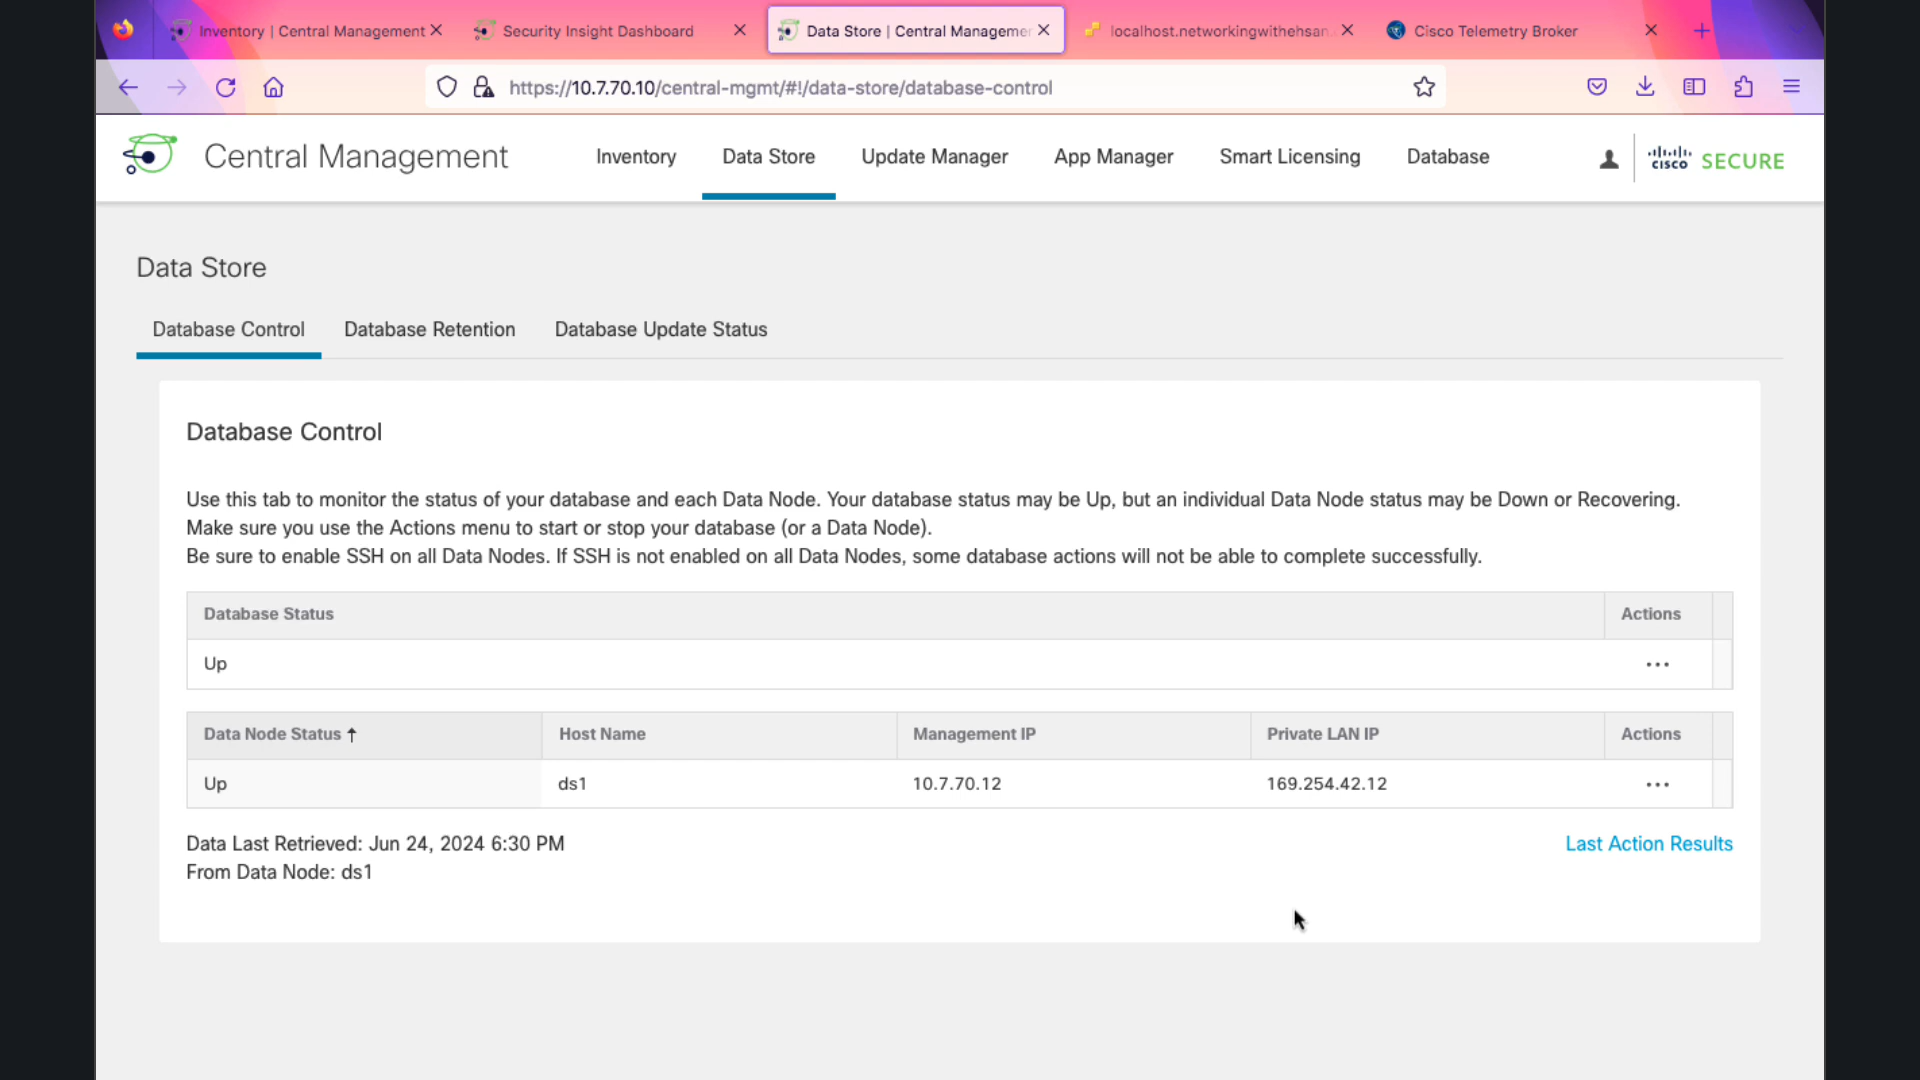 Inventory | Central Management
Security Insight Dashboard
Data Store | Central Manageme
localhost.networkingwithehsan.
Cisco Telemetry Broker
https://10.7.70.10/central-mgmt/#!/data-store/database-control
Central Management
Inventory
Data Store
Update Manager
App Manager
Smart Licensing
Database
cisco SECURE
Data Store
Database Control
Database Retention
Database Update Status
Database Control
Use this tab to monitor the status of your database and each Data Node. Your database status may be Up, but an individual Data Node status may be Down or Recovering.
Make sure you use the Actions menu to start or stop your database (or a Data Node).
Be sure to enable SSH on all Data Nodes. If SSH is not enabled on all Data Nodes, some database actions will not be able to complete successfully.
Database Status Actions
Up ...
Data Node Status ↑ Host Name Management IP Private LAN IP Actions
Up ds1 10.7.70.12 169.254.42.12 ...
Data Last Retrieved: Jun 24, 2024 6:30 PM
Last Action Results
From Data Node: ds1